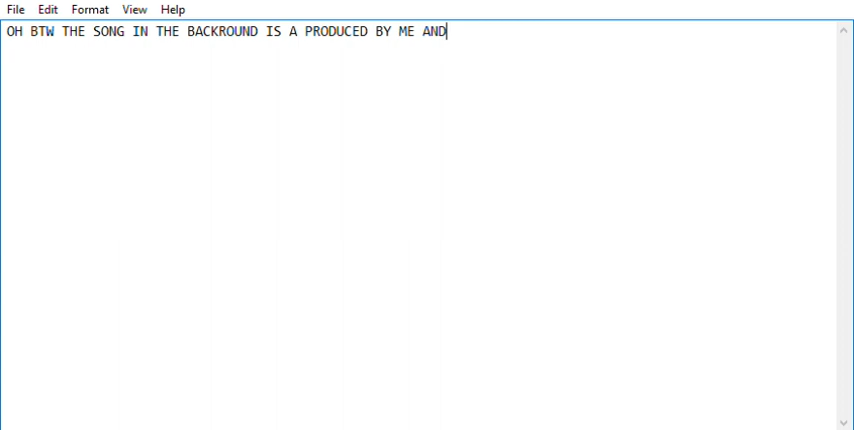 File Edit Format View Help
OH BTW THE SONG IN THE BACKROUND IS A PRODUCED BY ME AND